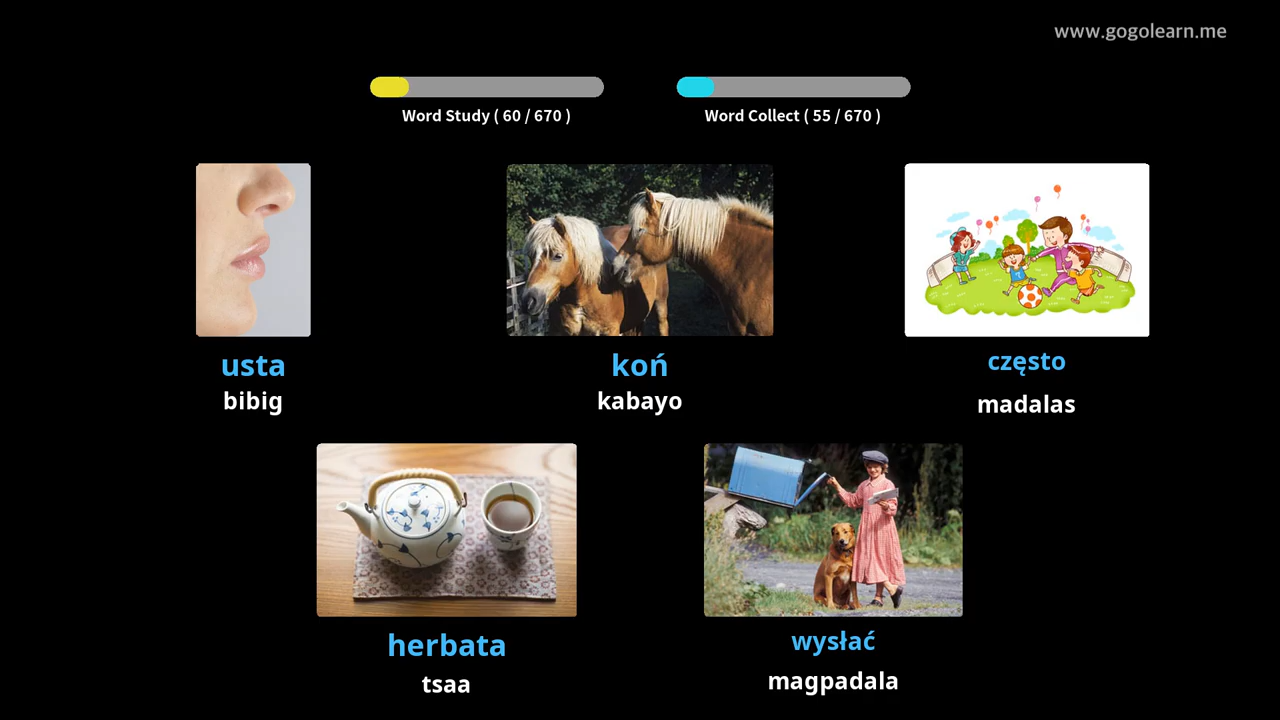 www.gogolearn.me
Word Study ( 60 / 670 )
Word Collect ( 55 / 670 )
usta
bibig
koń
kabayo
często
madalas
herbata
tsaa
wysłać
magpadala